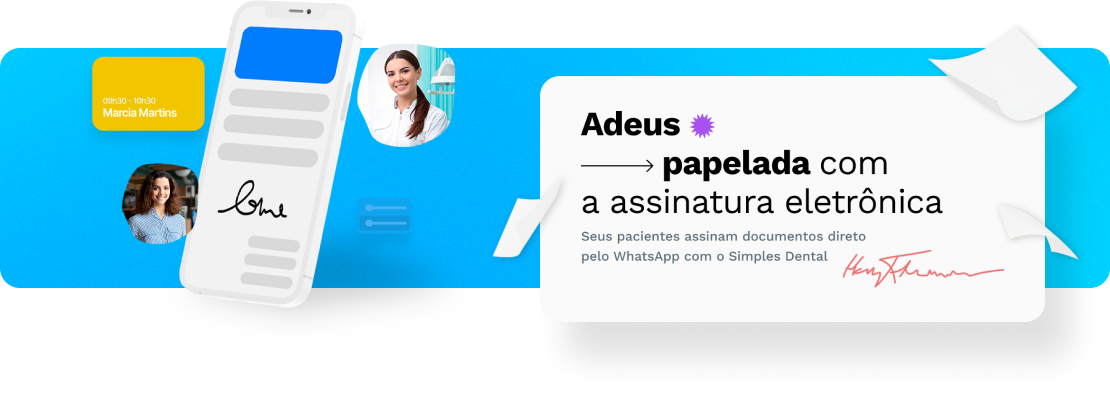 09h30 - 10h30
Marcia Martins
Adeus
papelada com
a assinatura eletrônica
Seus pacientes assinam documentos direto
pelo WhatsApp com o Simples Dental